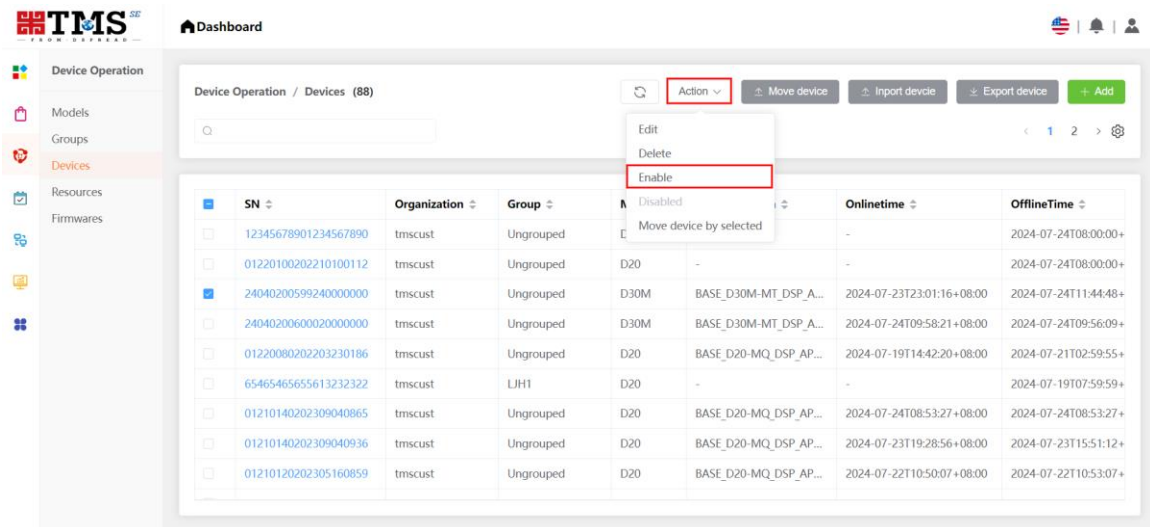 TMS SE
FROM DSPREAD
Dashboard
Device Operation
Models
Groups
Devices
Resources
Firmwares
Device Operation / Devices (88)
Action
Move device
Inport devcie
Export device
+ Add
1 2
Edit
Delete
Enable
Disabled
Move device by selected
SN Organization Group Onlinetime OfflineTime
12345678901234567890 tmscust Ungrouped - 2024-07-24T08:00:00+
01220100202210100112 tmscust Ungrouped D20 - - 2024-07-24T08:00:00+
24040200599240000000 tmscust Ungrouped D30M BASE_D30M-MT_DSP_A... 2024-07-23T23:01:16+08:00 2024-07-24T11:44:48+
24040200600020000000 tmscust Ungrouped D30M BASE_D30M-MT_DSP_A... 2024-07-24T09:58:21+08:00 2024-07-24T09:56:09+
01220080202203230186 tmscust Ungrouped D20 BASE_D20-MQ_DSP_AP... 2024-07-19T14:42:20+08:00 2024-07-21T02:59:55+
65465465655613232322 tmscust LJH1 D20 - - 2024-07-19T07:59:59+
01210140202309040865 tmscust Ungrouped D20 BASE_D20-MQ_DSP_AP... 2024-07-24T08:53:27+08:00 2024-07-24T08:53:27+
01210140202309040936 tmscust Ungrouped D20 BASE_D20-MQ_DSP_AP... 2024-07-23T19:28:56+08:00 2024-07-23T15:51:12+
01210120202305160859 tmscust Ungrouped D20 BASE_D20-MQ_DSP_AP... 2024-07-22T10:50:07+08:00 2024-07-22T10:53:07+